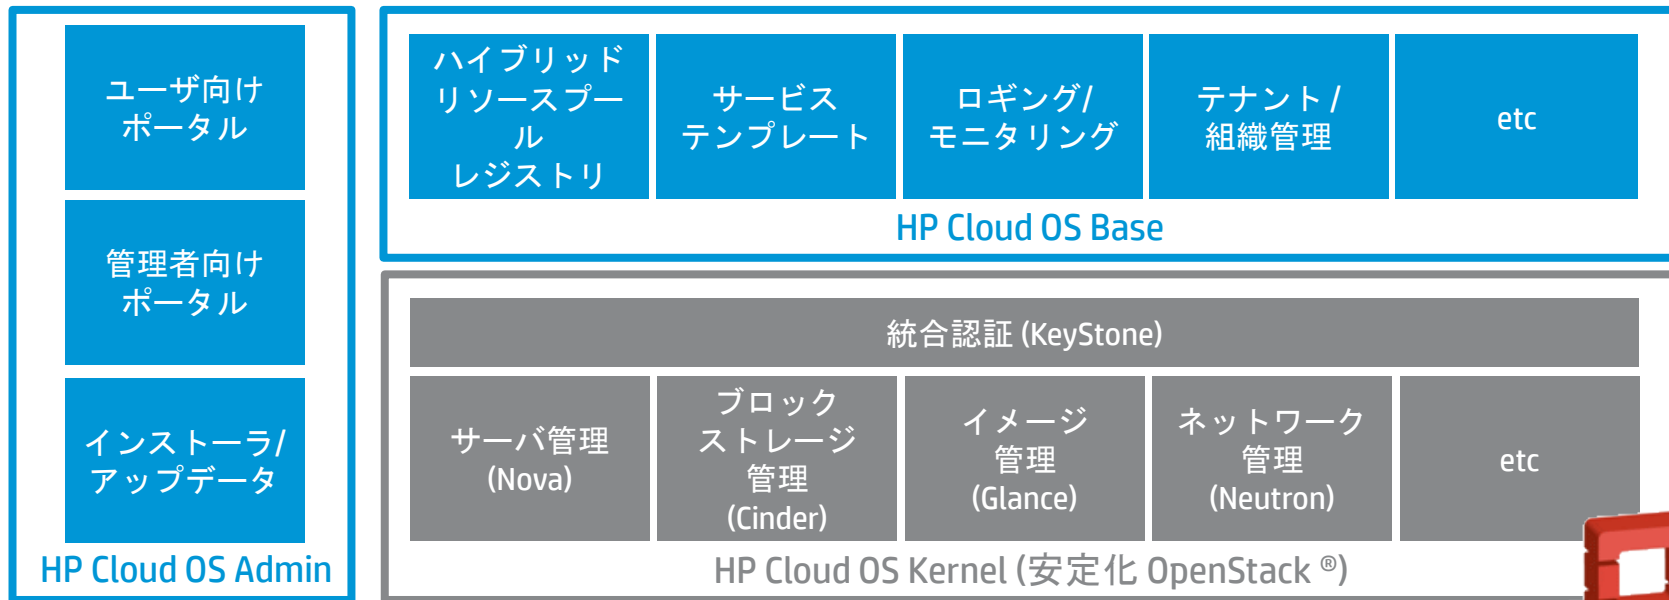 ユーザ向け
ポータル
管理者向け
ポータル
インストーラ/
アップデータ
HP Cloud OS Admin
ハイブリッド
リソースプー
ル
レジストリ
サービス
テンプレート
ロギング/
モニタリング
テナント /
組織管理
etc
HP Cloud OS Base
統合認証 (KeyStone)
サーバ管理
(Nova)
ブロック
ストレージ
管理
(Cinder)
イメージ
管理
(Glance)
ネットワーク
管理
(Neutron)
etc
HP Cloud OS Kernel (安定化 OpenStack ®)